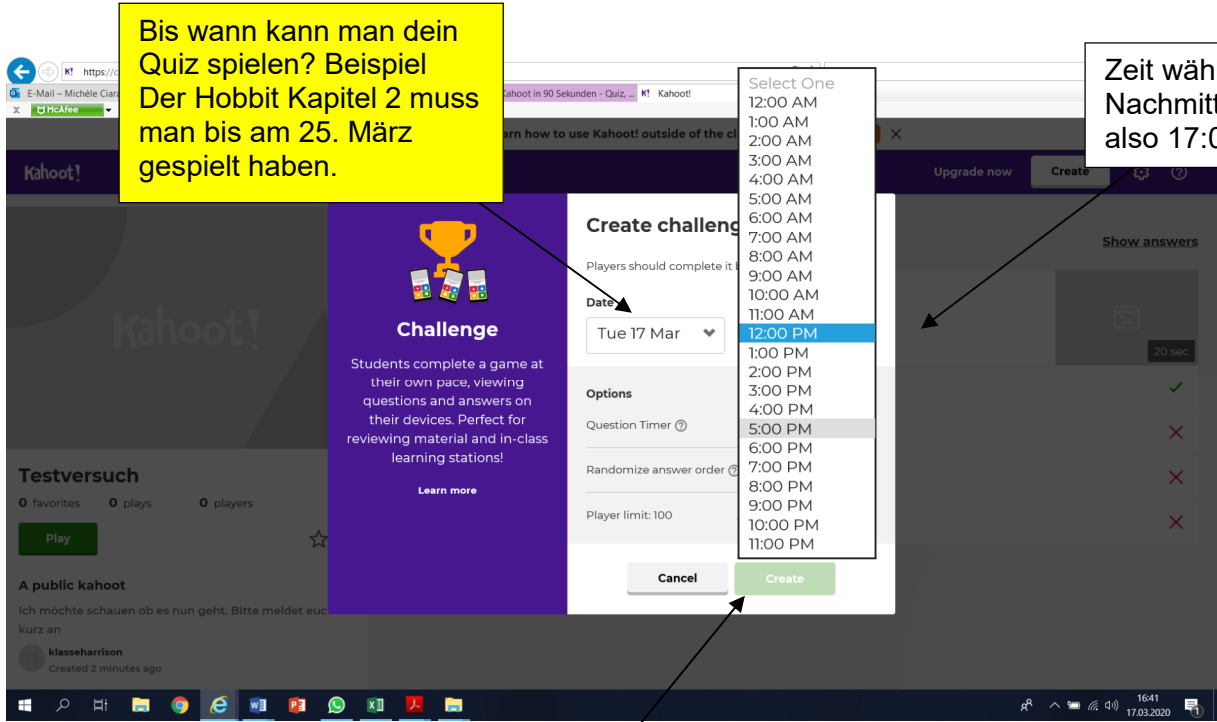 Bis wann kann man dein
Quiz spielen? Beispiel
Der Hobbit Kapitel 2 muss
man bis am 25. März
gespielt haben.
Zeit wäh
Nachmitt
also 17:0
K! https://c
E-Mail – Michèle Ciara
Kahoot in 90 Sekunden - Quiz, ...
K! Kahoot!
X McAfee
arn how to use Kahoot! outside of the cl
Kahoot!
Upgrade now
Create
Show answers
Kahoot!
20 sec
Challenge
Students complete a game at
their own pace, viewing
questions and answers on
their devices. Perfect for
reviewing material and in-class
learning stations!
Learn more
Create challeng
Players should complete it b
Date
Tue 17 Mar
Options
Question Timer
Randomize answer order
Player limit: 100
Cancel
Create
Select One
12:00 AM
1:00 AM
2:00 AM
3:00 AM
4:00 AM
5:00 AM
6:00 AM
7:00 AM
8:00 AM
9:00 AM
10:00 AM
11:00 AM
12:00 PM
1:00 PM
2:00 PM
3:00 PM
4:00 PM
5:00 PM
6:00 PM
7:00 PM
8:00 PM
9:00 PM
10:00 PM
11:00 PM
Testversuch
0 favorites 0 plays 0 players
Play
A public kahoot
Ich möchte schauen ob es nun geht. Bitte meldet euc
kurz an
klasseharrison
Created 2 minutes ago
16:41
17.03.2020